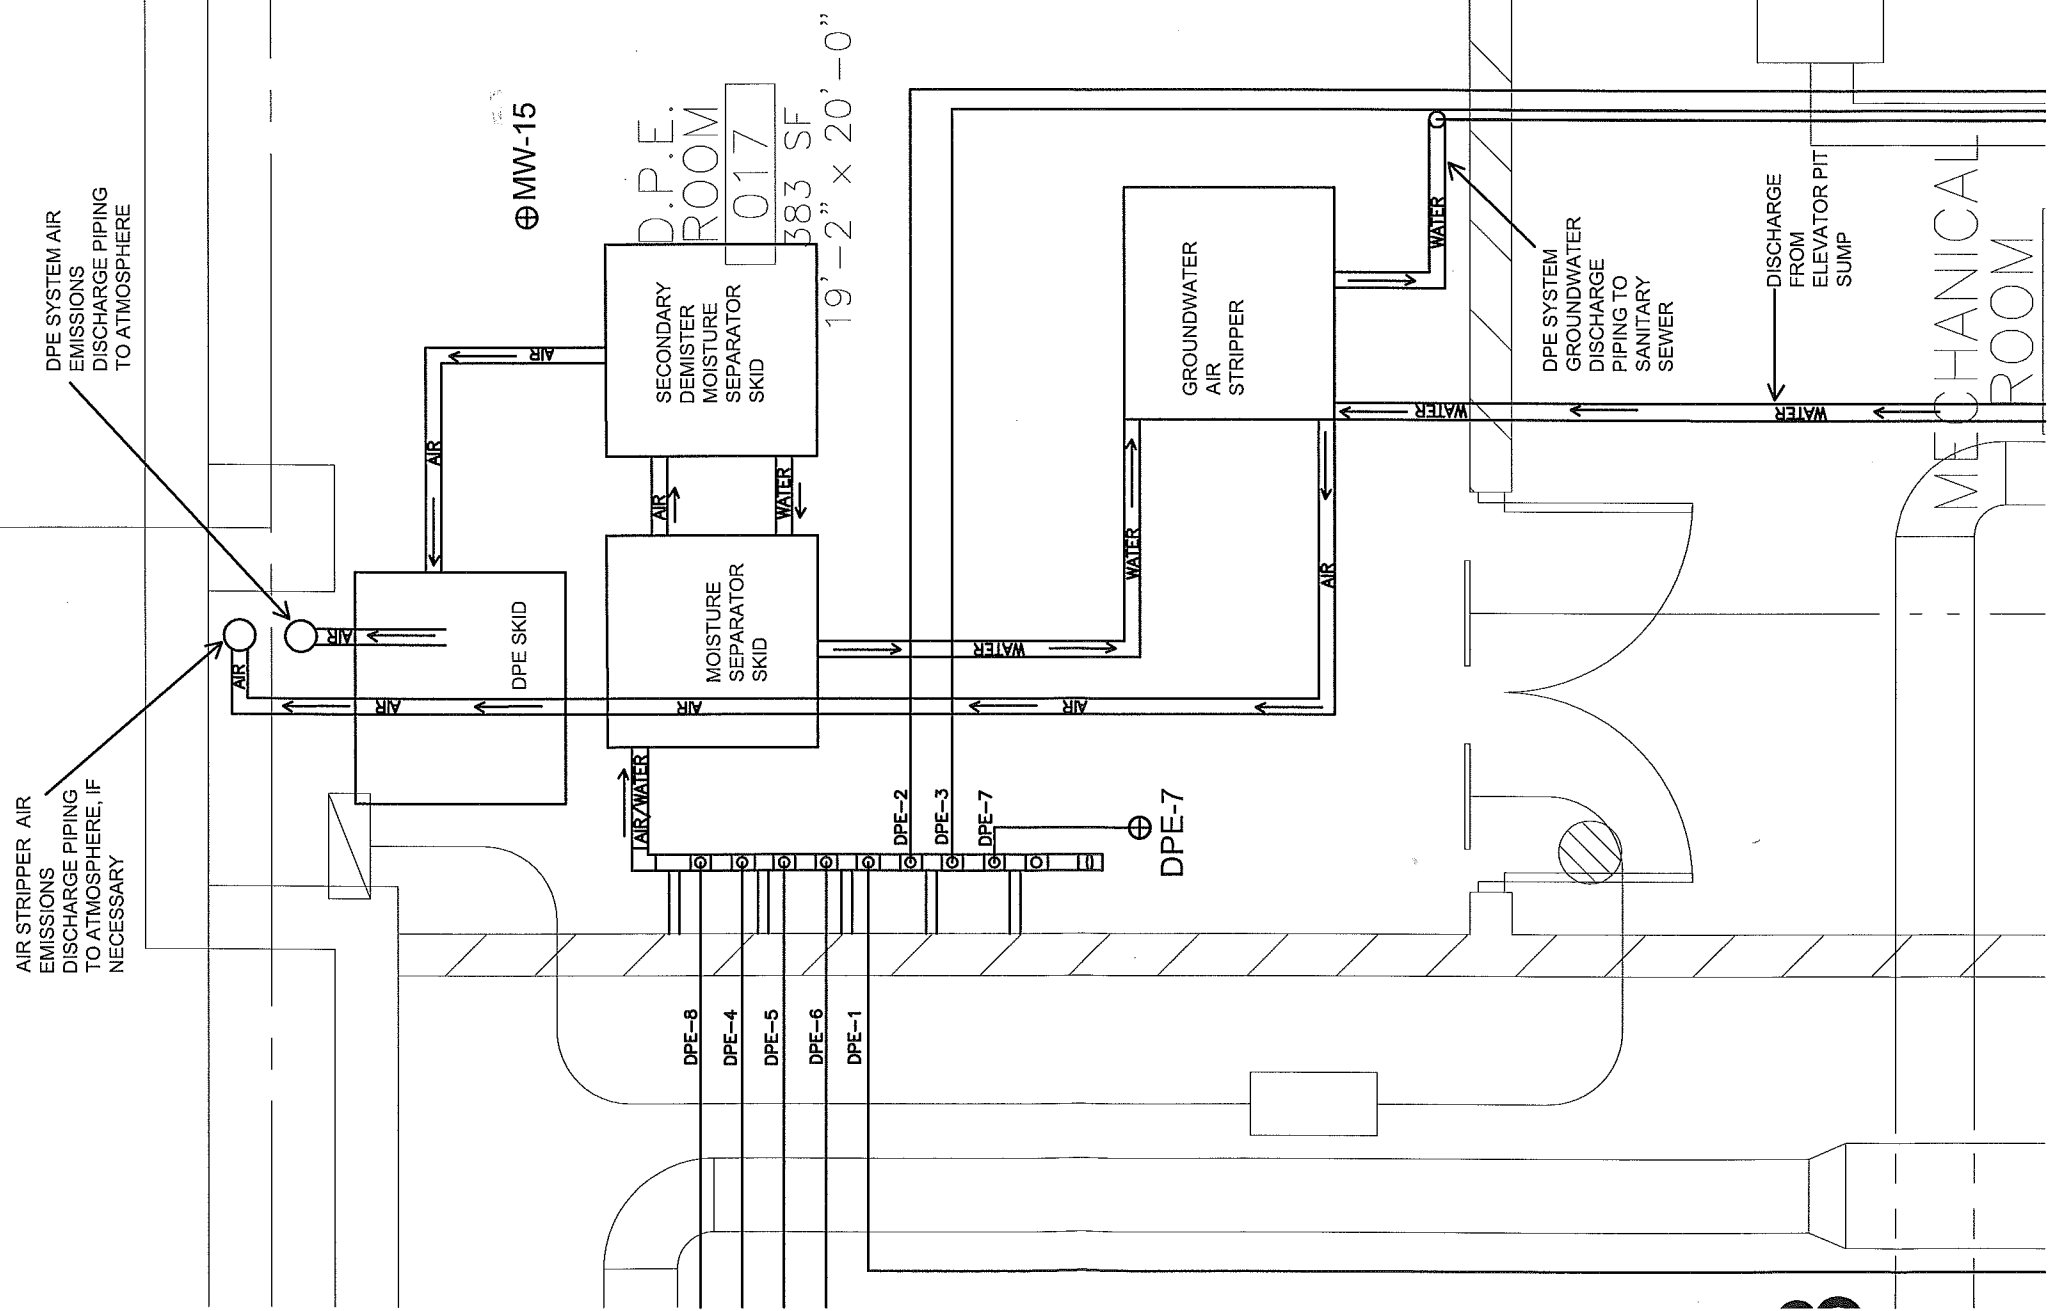 AIR STRIPPER AIR
EMISSIONS
DISCHARGE PIPING
TO ATMOSPHERE, IF
NECESSARY
DPE SYSTEM AIR
EMISSIONS
DISCHARGE PIPING
TO ATMOSPHERE
AIR
AIR
AIR
AIR
DPE SKID
AIR
AIR
MW-15
D.P.E.
ROOM
017
383 SF
19'-2" x 20'-0"
SECONDARY
DEMISTER
MOISTURE
SEPARATOR
SKID
AIR
WATER
MOISTURE
SEPARATOR
SKID
AIR
AIR/WATER
DPE-2
DPE-3
DPE-7
DPE-7
DPE-8
DPE-4
DPE-5
DPE-6
DPE-1
WATER
WATER
AIR
GROUNDWATER
AIR
STRIPPER
WATER
WATER
DPE SYSTEM
GROUNDWATER
DISCHARGE
PIPING TO
SANITARY
SEWER
DISCHARGE
FROM
ELEVATOR PIT
SUMP
WATER
MECHANICAL
ROOM